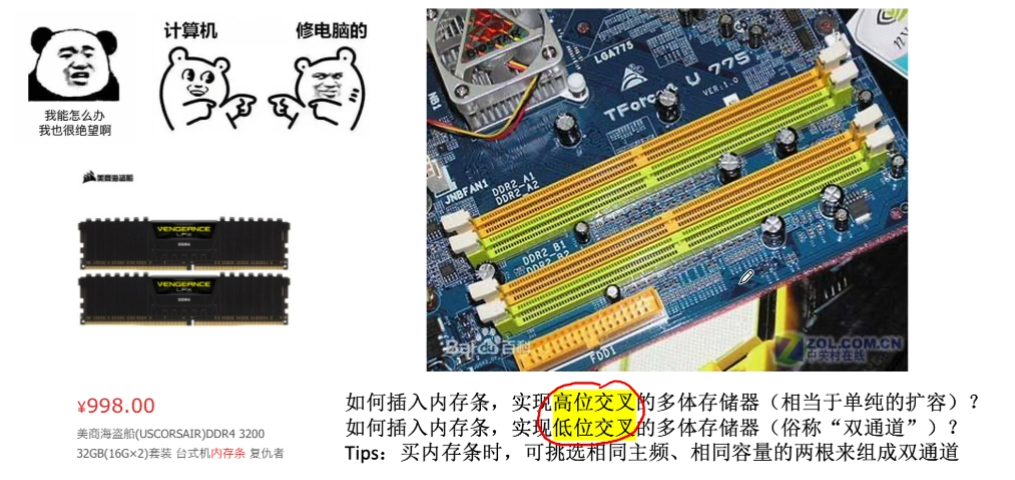 计算机
修电脑的
我能怎么办
我也很绝望啊
美商海盗船
VENGEANCE
LPX
DDR4
VENGEANCE
LPX
DDR4
¥998.00
美商海盗船(USCORSAIR)DDR4 3200
32GB(16G×2)套装 台式机内存条 复仇者
BIOSTAR
LGA775
TForce U 775
VER:1
JNBFAN1
DDR2_A1
DDR2_A2
DDR2_B1
DDR2_B2
FDD1
Baidu百科
ZOL.COM.CN
中关村在线
如何插入内存条，实现高位交叉的多体存储器（相当于单纯的扩容）？
如何插入内存条，实现低位交叉的多体存储器（俗称“双通道”）？
Tips：买内存条时，可挑选相同主频、相同容量的两根来组成双通道